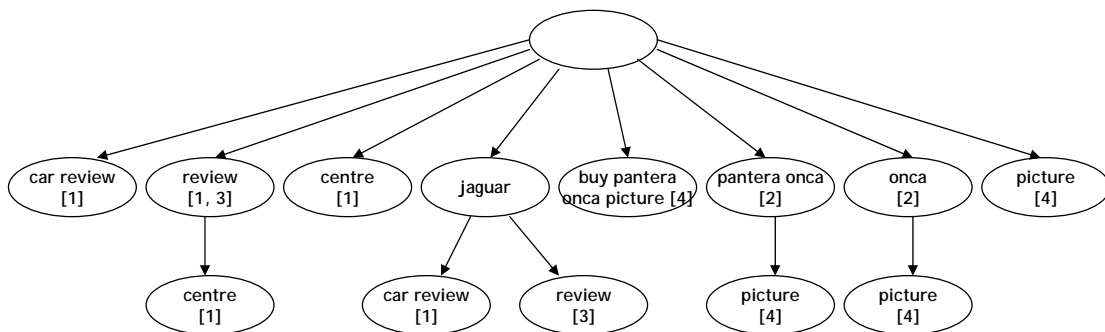 car review
[1]
review
[1, 3]
centre
[1]
jaguar
buy pantera
onca picture [4]
pantera onca
[2]
onca
[2]
picture
[4]
centre
[1]
car review
[1]
review
[3]
picture
[4]
picture
[4]